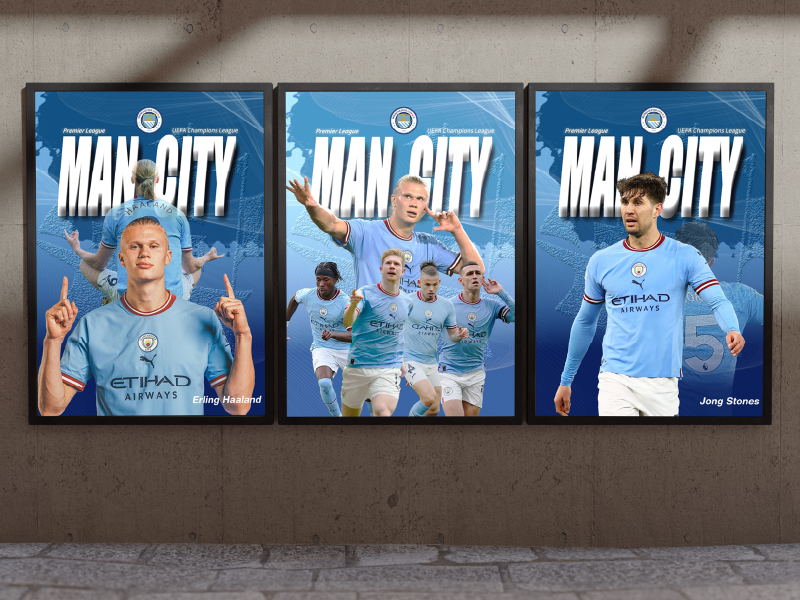 Premier League
UEFA Champions League
MAN CITY
HAALAND
ETIHAD
AIRWAYS
Erling Haaland
Premier League
UEFA Champions League
MAN CITY
ETIHAD
AIRWAYS
Premier League
UEFA Champions League
MAN CITY
ETIHAD
AIRWAYS
5
Jong Stones